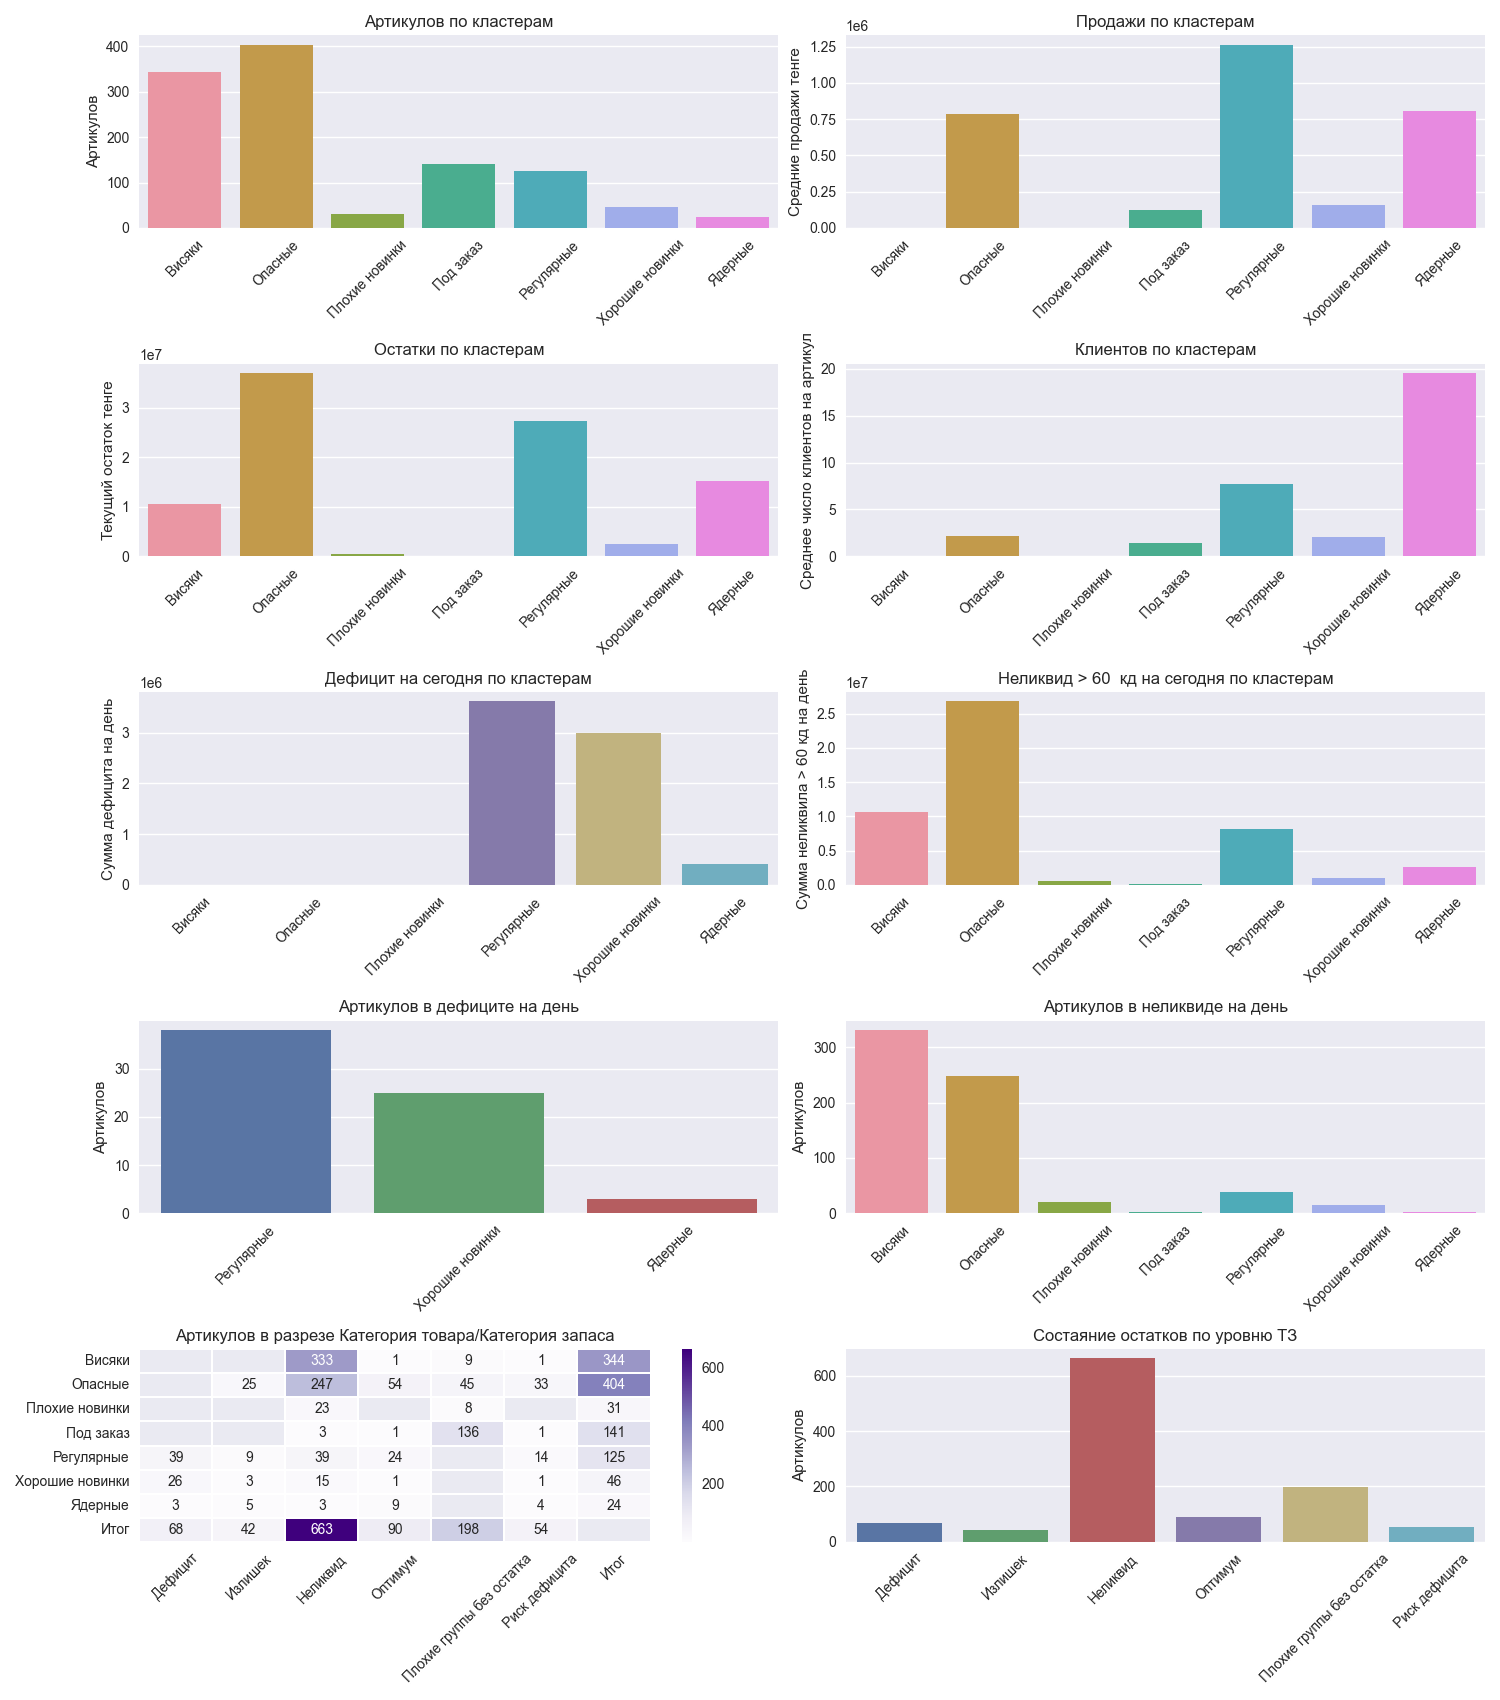 Артикулов по кластерам
Артикулов
400
300
200
100
0
Висяки
Опасные
Плохие новинки
Под заказ
Регулярные
Хорошие новинки
Ядерные
Продажи по кластерам
1e6
Средние продажи тенге
1.25
1.00
0.75
0.50
0.25
0.00
Висяки
Опасные
Плохие новинки
Под заказ
Регулярные
Хорошие новинки
Ядерные
Остатки по кластерам
1e7
Текущий остаток тенге
3
2
1
0
Висяки
Опасные
Плохие новинки
Под заказ
Регулярные
Хорошие новинки
Ядерные
Клиентов по кластерам
Среднее число клиентов на артикул
20
15
10
5
0
Висяки
Опасные
Плохие новинки
Под заказ
Регулярные
Хорошие новинки
Ядерные
Дефицит на сегодня по кластерам
1e6
Сумма дефицита на день
3
2
1
0
Висяки
Опасные
Плохие новинки
Регулярные
Хорошие новинки
Ядерные
Неликвид > 60 кд на сегодня по кластерам
1e7
Сумма неликвила > 60 кд на день
2.5
2.0
1.5
1.0
0.5
0.0
Висяки
Опасные
Плохие новинки
Под заказ
Регулярные
Хорошие новинки
Ядерные
Артикулов в дефиците на день
Артикулов
30
20
10
0
Регулярные
Хорошие новинки
Ядерные
Артикулов в неликвиде на день
Артикулов
300
200
100
0
Висяки
Опасные
Плохие новинки
Под заказ
Регулярные
Хорошие новинки
Ядерные
Артикулов в разрезе Категория товара/Категория запаса
Висяки 333 1 9 1 344
Опасные 25 247 54 45 33 404
Плохие новинки 23 8 31
Под заказ 3 1 136 1 141
Регулярные 39 9 39 24 14 125
Хорошие новинки 26 3 15 1 1 46
Ядерные 3 5 3 9 4 24
Итог 68 42 663 90 198 54
Дефицит
Излишек
Неликвид
Оптимум
Плохие группы без остатка
Риск дефицита
Итог
600
400
200
Состаяние остатков по уровню ТЗ
Артикулов
600
400
200
0
Дефицит
Излишек
Неликвид
Оптимум
Плохие группы без остатка
Риск дефицита